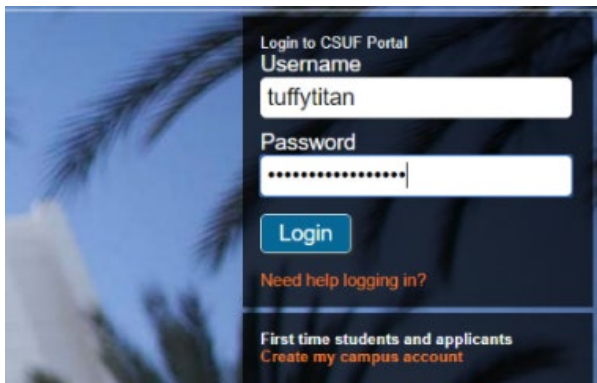 Login to CSUF Portal
Username
tuffytitan
Password
•••••••••••••••••
Login
Need help logging in?
First time students and applicants
Create my campus account